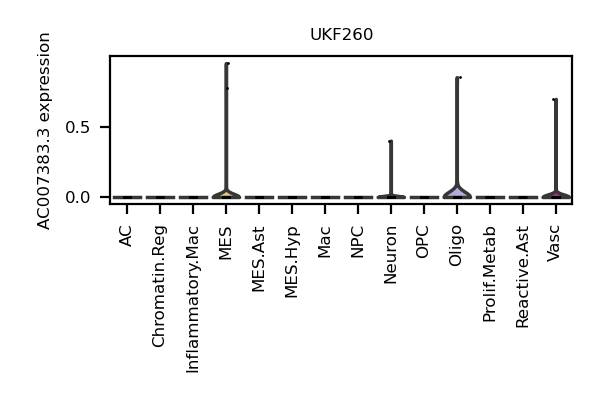 UKF260
AC007383.3 expression
0.5
0.0
AC
Chromatin.Reg
Inflammatory.Mac
MES
MES.Ast
MES.Hyp
Mac
NPC
Neuron
OPC
Oligo
Prolif.Metab
Reactive.Ast
Vasc